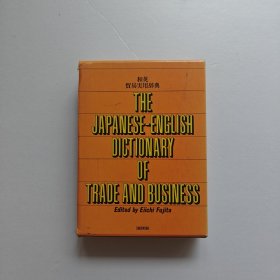 和英
貿易実用辞典
THE
JAPANESE-ENGLISH
DICTIONARY
OF
TRADE AND BUSINESS
Edited by Eiichi Fujita